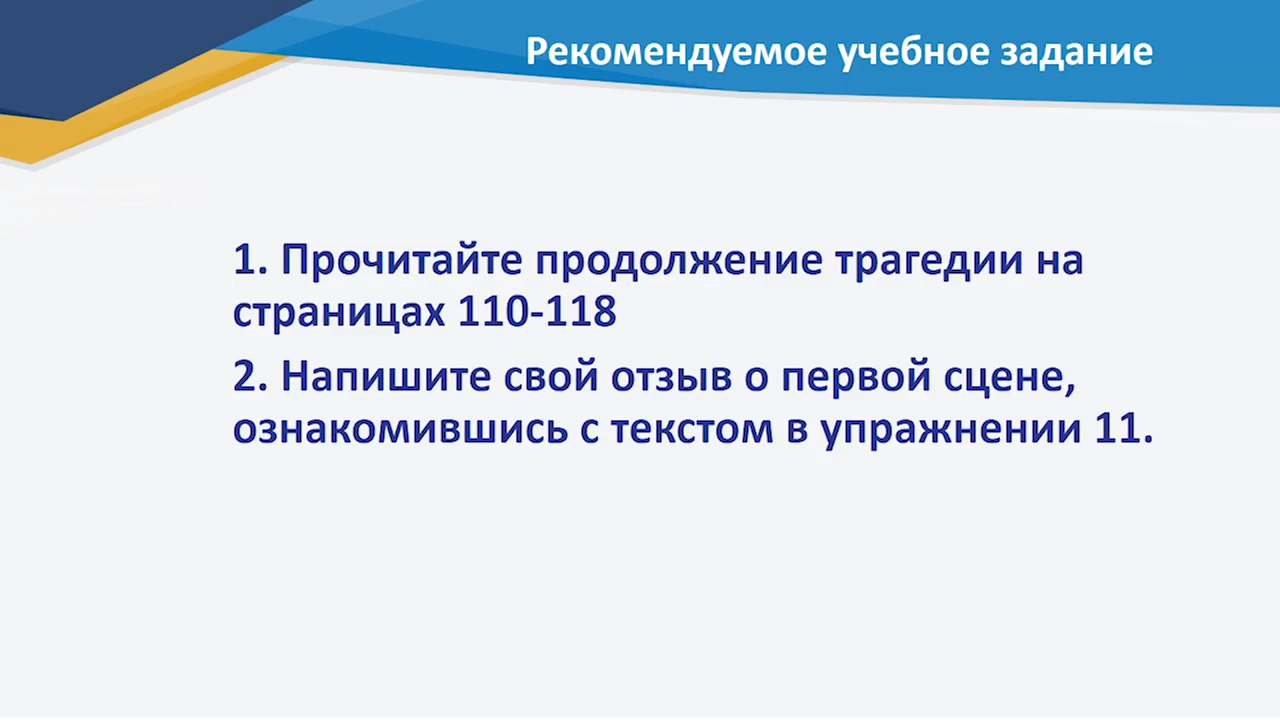 Рекомендуемое учебное задание
1. Прочитайте продолжение трагедии на
страницах 110-118
2. Напишите свой отзыв о первой сцене,
ознакомившись с текстом в упражнении 11.